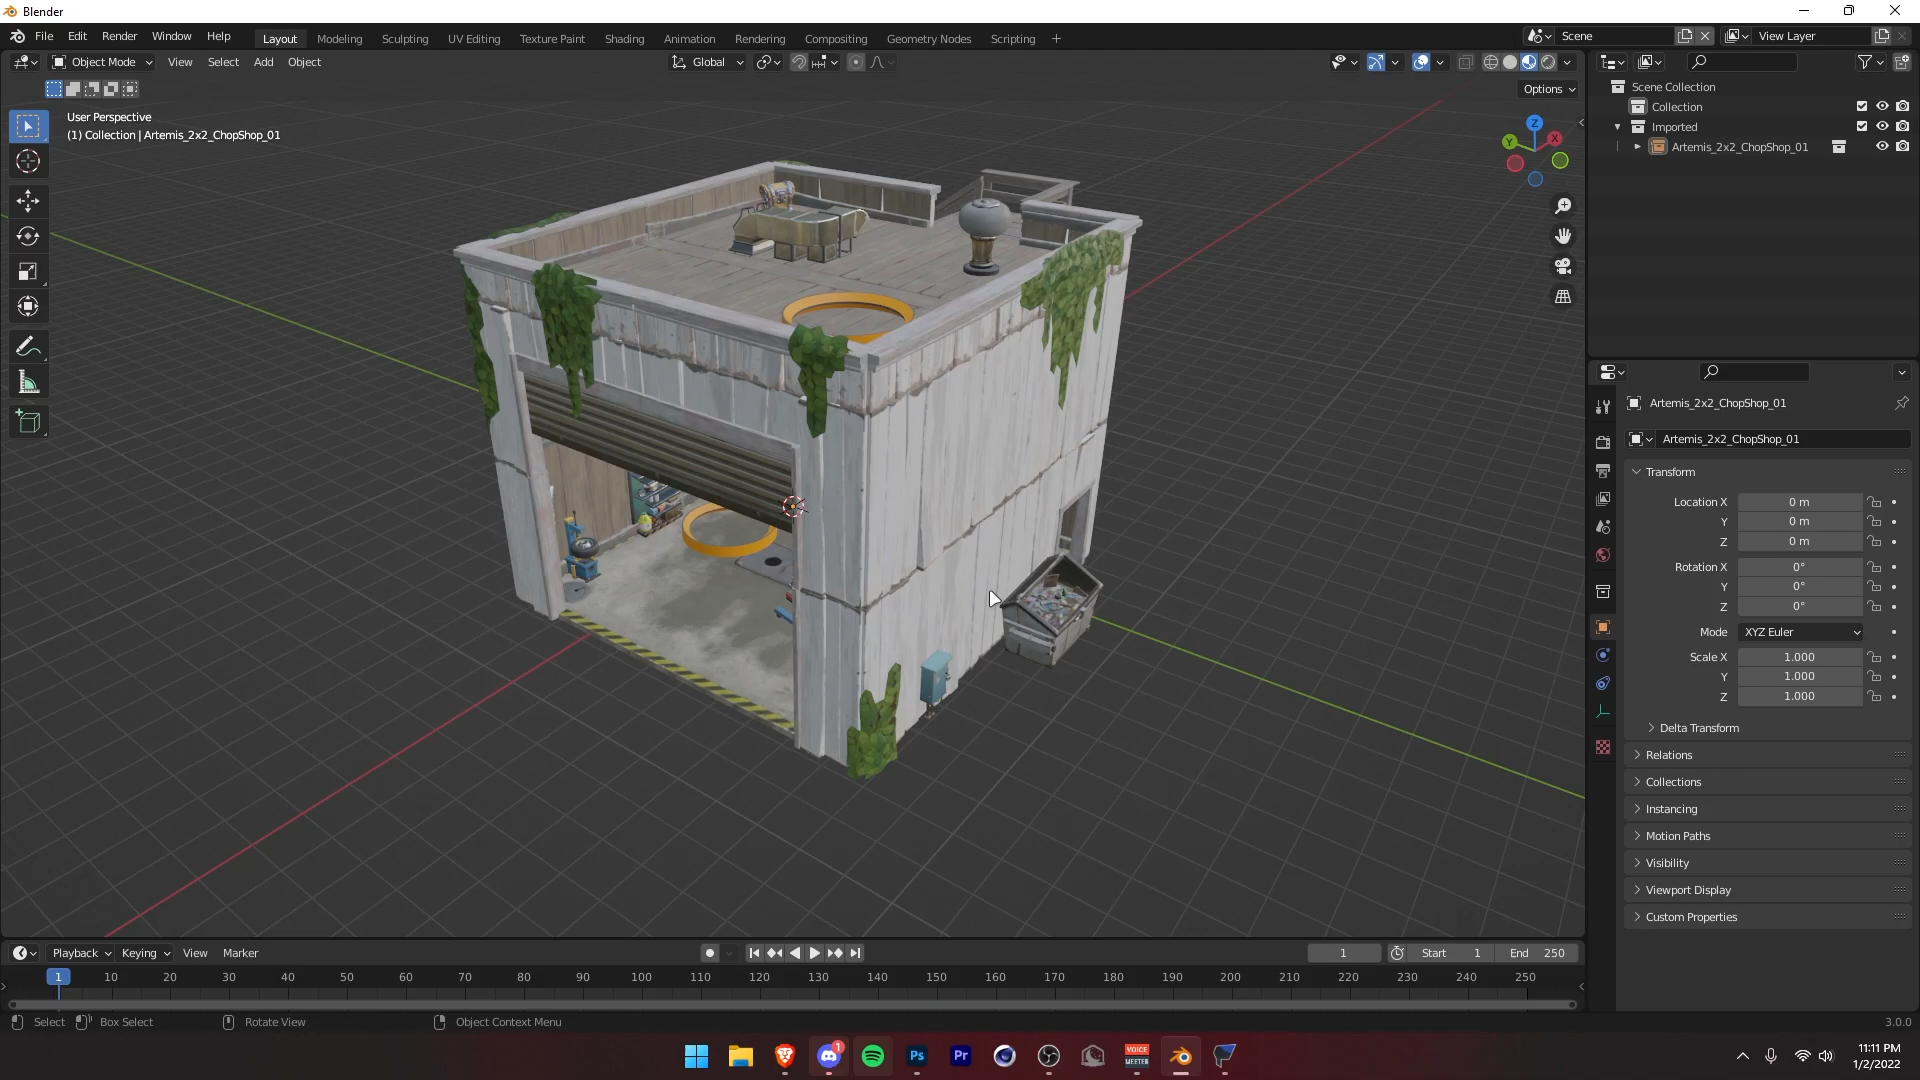 Blender
File Edit Render Window Help Layout Modeling Sculpting UV Editing Texture Paint Shading Animation Rendering Compositing Geometry Nodes Scripting + Scene View Layer
Object Mode View Select Add Object Global
Options
User Perspective
(1) Collection | Artemis_2x2_ChopShop_01
Z
Y
X
Scene Collection
Collection
Imported
Artemis_2x2_ChopShop_01
Artemis_2x2_ChopShop_01
Artemis_2x2_ChopShop_01
Transform
Location X 0 m
Y 0 m
Z 0 m
Rotation X 0°
Y 0°
Z 0°
Mode XYZ Euler
Scale X 1.000
Y 1.000
Z 1.000
Delta Transform
Relations
Collections
Instancing
Motion Paths
Visibility
Viewport Display
Custom Properties
Playback Keying View Marker 1 Start 1 End 250
1 10 20 30 40 50 60 70 80 90 100 110 120 130 140 150 160 170 180 190 200 210 220 230 240 250
Select Box Select Rotate View Object Context Menu 3.0.0
1
Ps Pr VOICE
MEETER
11:11 PM
1/2/2022